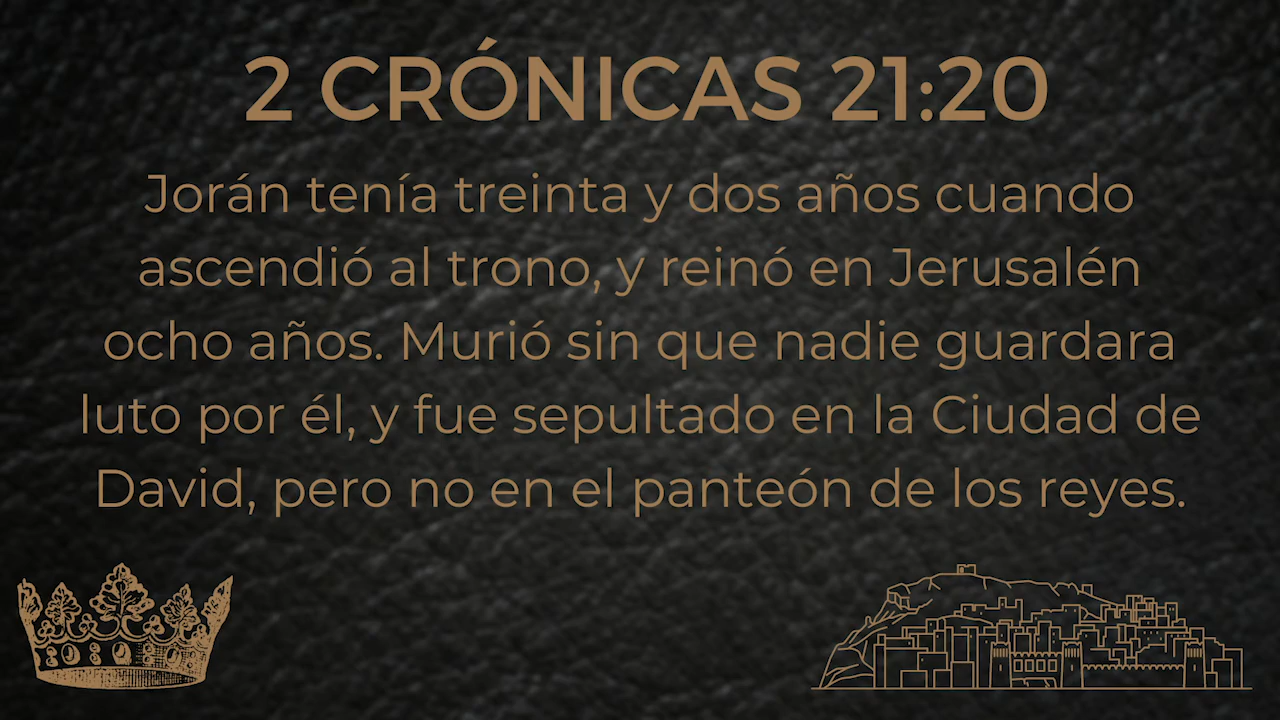 2 CRÓNICAS 21:20
Jorán tenía treinta y dos años cuando
ascendió al trono, y reinó en Jerusalén
ocho años. Murió sin que nadie guardara
luto por él, y fue sepultado en la Ciudad de
David, pero no en el panteón de los reyes.